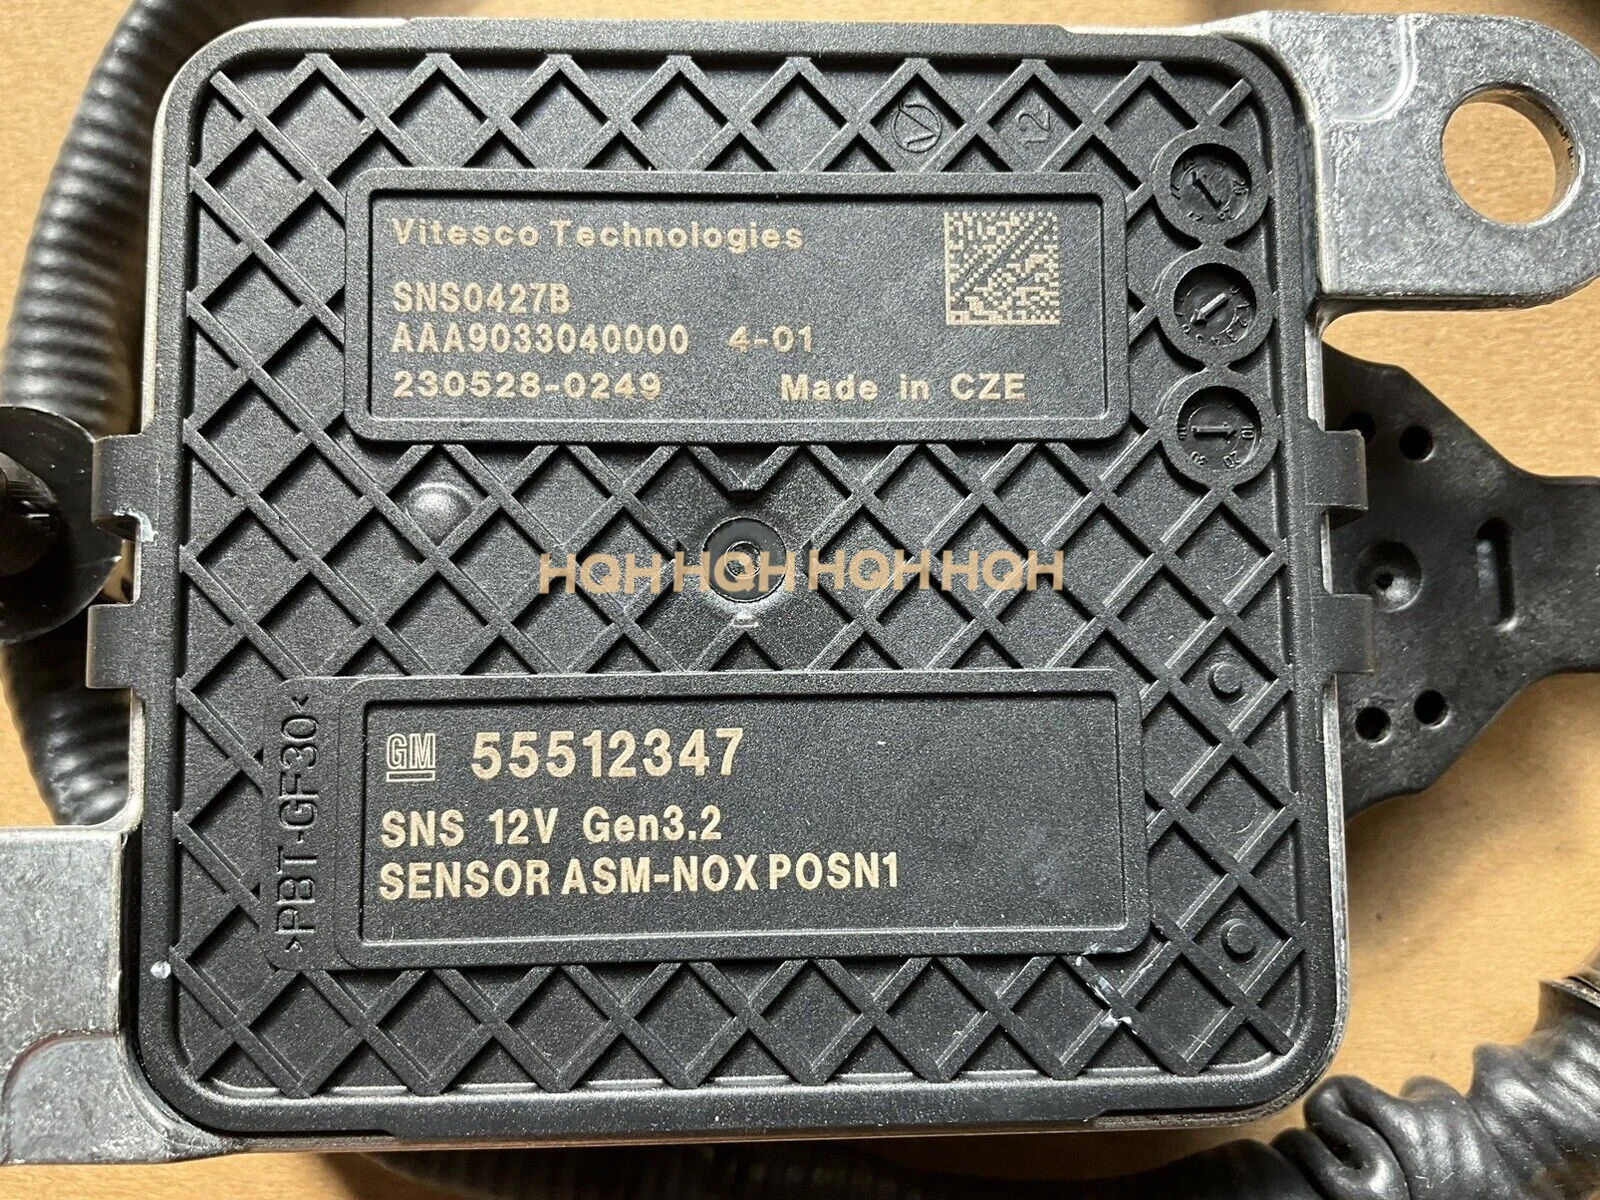 12
Vitesco Technologies
SNS0427B
AAA9033040000 4-01
230528-0249 Made in CZE
HQH HQH HQH HQH
>PBT-GF30<
GM 55512347
SNS 12V Gen3.2
SENSOR ASM-NOX POSN1
C
C